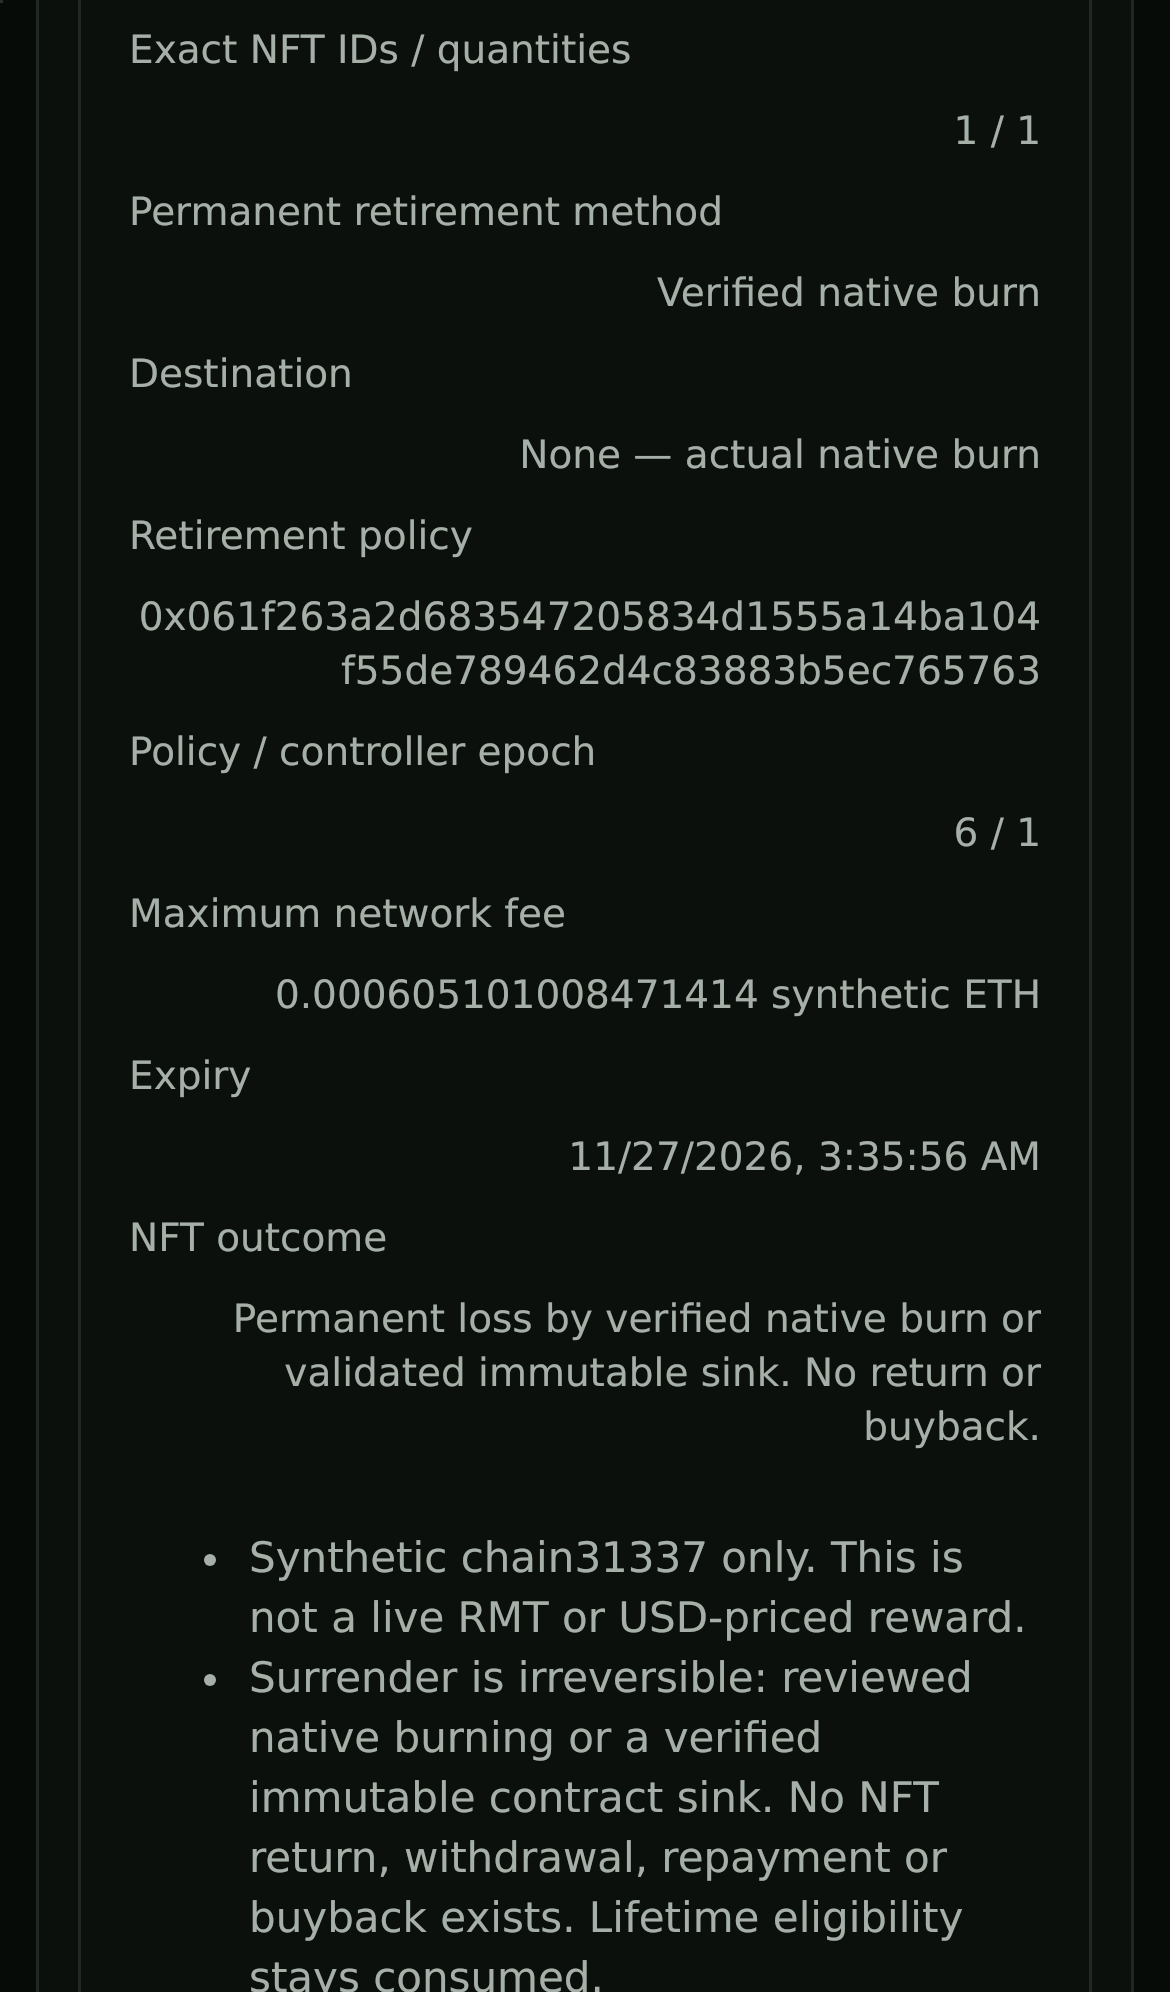 Exact NFT IDs / quantities
1 / 1
Permanent retirement method
Verified native burn
Destination
None — actual native burn
Retirement policy
0x061f263a2d683547205834d1555a14ba104
f55de789462d4c83883b5ec765763
Policy / controller epoch
6 / 1
Maximum network fee
0.000605101008471414 synthetic ETH
Expiry
11/27/2026, 3:35:56 AM
NFT outcome
Permanent loss by verified native burn or
validated immutable sink. No return or
buyback.
• Synthetic chain31337 only. This is
not a live RMT or USD-priced reward.
• Surrender is irreversible: reviewed
native burning or a verified
immutable contract sink. No NFT
return, withdrawal, repayment or
buyback exists. Lifetime eligibility
stays consumed.